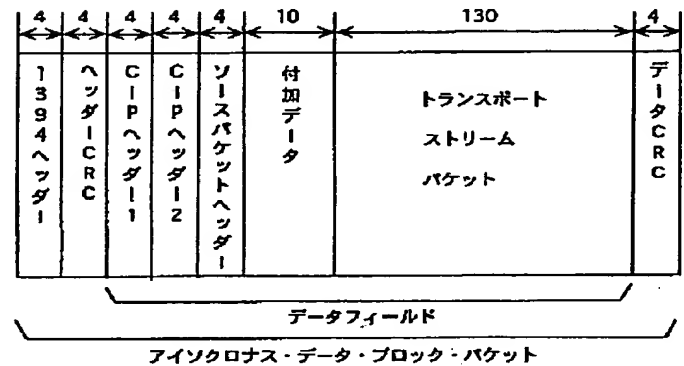 4 4 4 4 4 10 130 4
1394ヘッダー
ヘッダーCRC
CIPヘッダー1
CIPヘッダー2
ソースパケットヘッダー
付加データ
トランスポート
ストリーム
パケット
データCRC
データフィールド
アイソクロナス・データ・ブロック・パケット